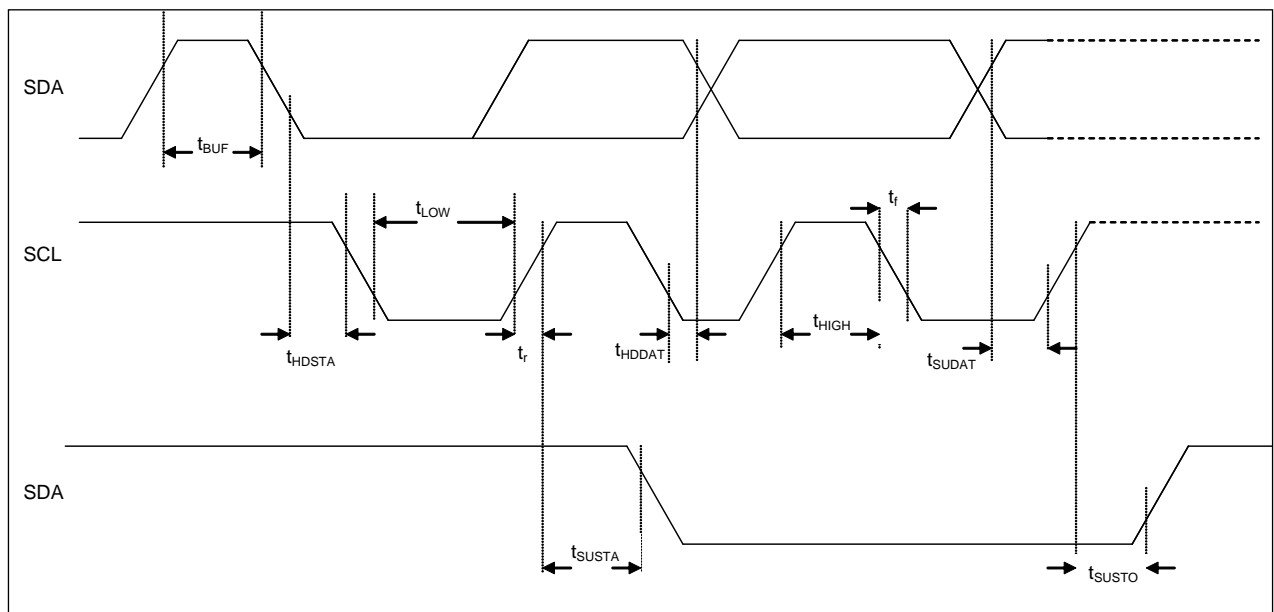 SDA
tBUF
tLOW
tf
SCL
tHDSTA
tr
tHDDAT
tHIGH
tSUDAT
SDA
tSUSTA
tSUSTO